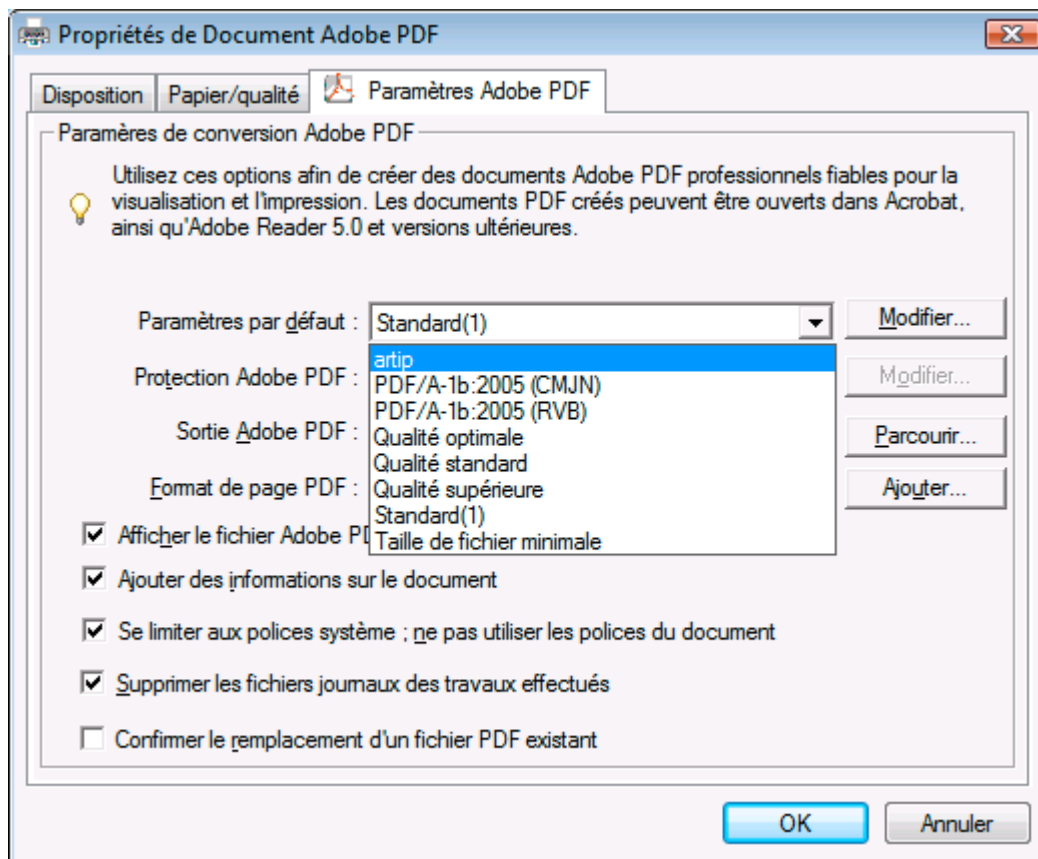 Propriétés de Document Adobe PDF
Disposition
Papier/qualité
Paramètres Adobe PDF
Paramères de conversion Adobe PDF
Utilisez ces options afin de créer des documents Adobe PDF professionnels fiables pour la
visualisation et l'impression. Les documents PDF créés peuvent être ouverts dans Acrobat,
ainsi qu'Adobe Reader 5.0 et versions ultérieures.
Paramètres par défaut : Standard(1) Modifier...
artip
Protection Adobe PDF : PDF/A-1b:2005 (CMJN) Modifier...
PDF/A-1b:2005 (RVB)
Sortie Adobe PDF : Qualité optimale Parcourir...
Qualité standard
Format de page PDF : Qualité supérieure Ajouter...
Standard(1)
Afficher le fichier Adobe
Taille de fichier minimale
Ajouter des informations sur le document
Se limiter aux polices système ; ne pas utiliser les polices du document
Supprimer les fichiers journaux des travaux effectués
Confirmer le remplacement d'un fichier PDF existant
OK Annuler